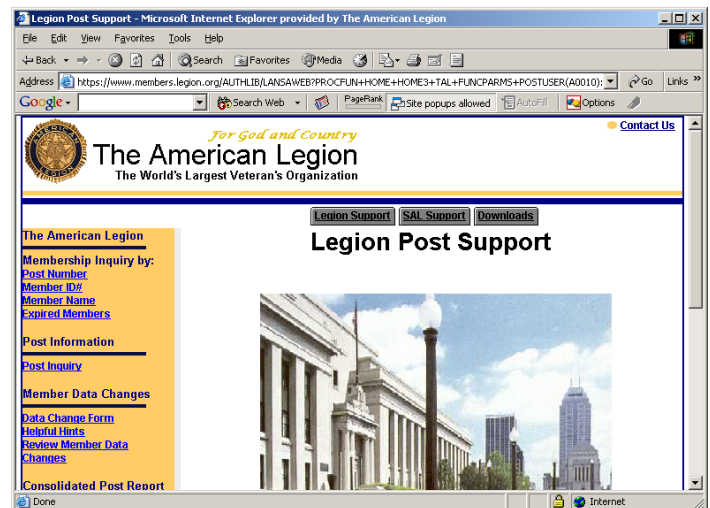 Legion Post Support - Microsoft Internet Explorer provided by The American Legion
File Edit View Favorites Tools Help
Back Search Favorites Media
Address https://www.members.legion.org/AUTHLIB/LANSAWEB?PROCFUN+HOME+HOME3+TAL+FUNCPARMS+POSTUSER(A0010): Go Links »
Google Search Web PageRank Site popups allowed AutoFill Options
For God and Country
Contact Us
The American Legion
The World's Largest Veteran's Organization
Legion Support SAL Support Downloads
Legion Post Support
The American Legion
Membership Inquiry by:
Post Number
Member ID#
Member Name
Expired Members
Post Information
Post Inquiry
Member Data Changes
Data Change Form
Helpful Hints
Review Member Data
Changes
Consolidated Post Report
Done Internet